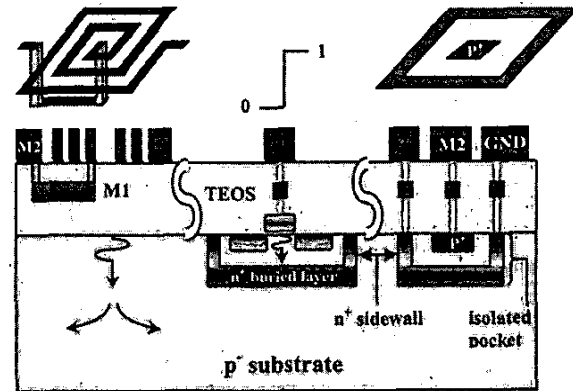 P⁺
1
0
M2
M2
GND
M1
TEOS
P⁺
n⁺ buried layer
n⁺ sidewall
isolated
pocket
p⁻ substrate